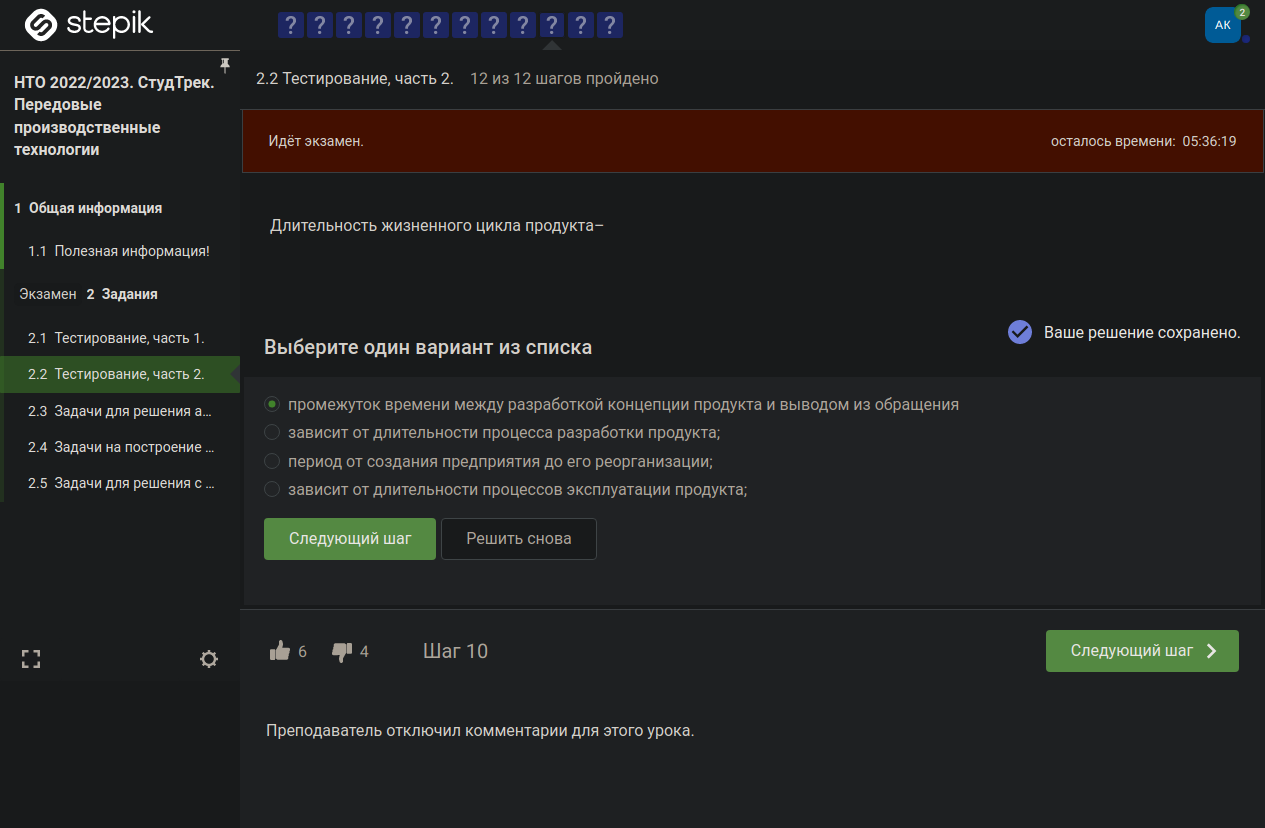 stepik
? ? ? ? ? ? ? ? ? ? ? ?
АК
2
НТО 2022/2023. СтудТрек.
Передовые
производственные
технологии
1 Общая информация
1.1 Полезная информация!
Экзамен 2 Задания
2.1 Тестирование, часть 1.
2.2 Тестирование, часть 2.
2.3 Задачи для решения а...
2.4 Задачи на построение ...
2.5 Задачи для решения с ...
2.2 Тестирование, часть 2. 12 из 12 шагов пройдено
Идёт экзамен.
осталось времени: 05:36:19
Длительность жизненного цикла продукта–
Ваше решение сохранено.
Выберите один вариант из списка
промежуток времени между разработкой концепции продукта и выводом из обращения
зависит от длительности процесса разработки продукта;
период от создания предприятия до его реорганизации;
зависит от длительности процессов эксплуатации продукта;
Следующий шаг
Решить снова
6
4
Шаг 10
Следующий шаг
Преподаватель отключил комментарии для этого урока.